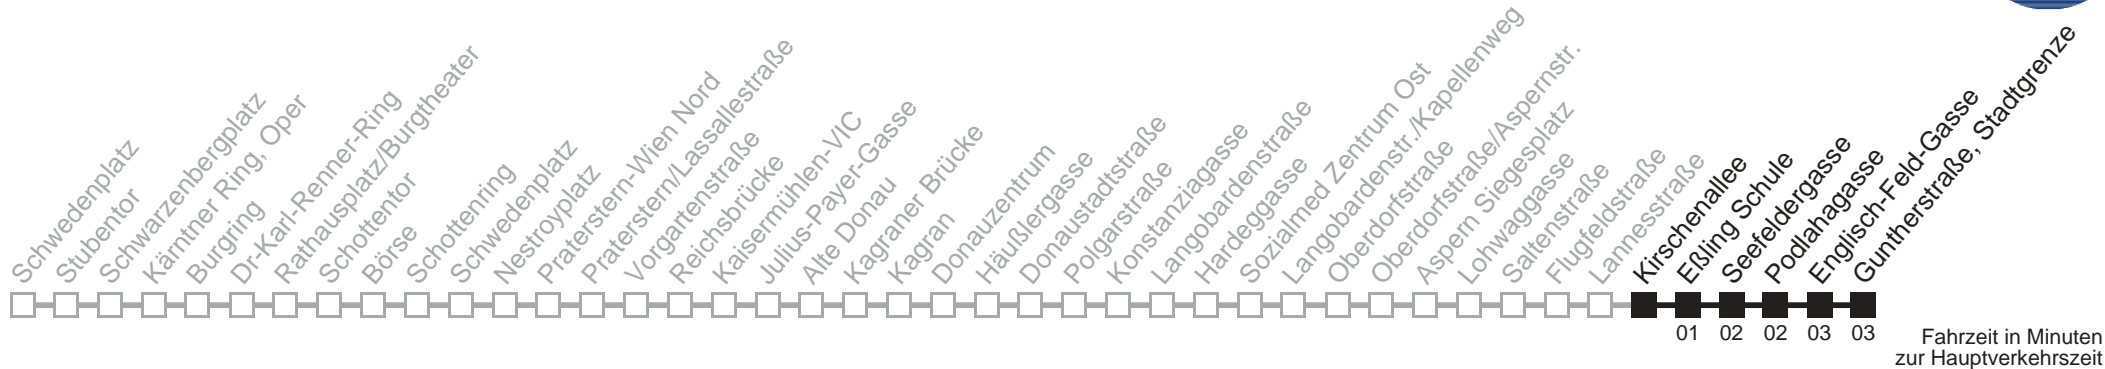 Schwedenplatz
Stubentor
Schwarzenbergplatz
Kärntner Ring, Oper
Burgring
Dr-Karl-Renner-Ring
Rathausplatz/Burgtheater
Schottentor
Börse
Schottenring
Schwedenplatz
Nestroyplatz
Praterstern-Wien Nord
Praterstern/Lassallestraße
Vorgartenstraße
Reichsbrücke
Kaisermühlen-VIC
Julius-Payer-Gasse
Alte Donau
Kagraner Brücke
Kagran
Donauzentrum
Häußlergasse
Donaustadtstraße
Polgarstraße
Konstanziagasse
Langobardenstraße
Hardeggasse
Sozialmed Zentrum Ost
Langobardenstr./Kapellenweg
Oberdorfstraße
Oberdorfstraße/Aspernstr.
Aspern Siegesplatz
Lohwaggasse
Saltenstraße
Flugfeldstraße
Lannesstraße
Kirschenallee
Eßling Schule
Seefeldergasse
Podlahagasse
Englisch-Feld-Gasse
Guntherstraße, Stadtgrenze
01 02 02 03 03
Fahrzeit in Minuten
zur Hauptverkehrszeit